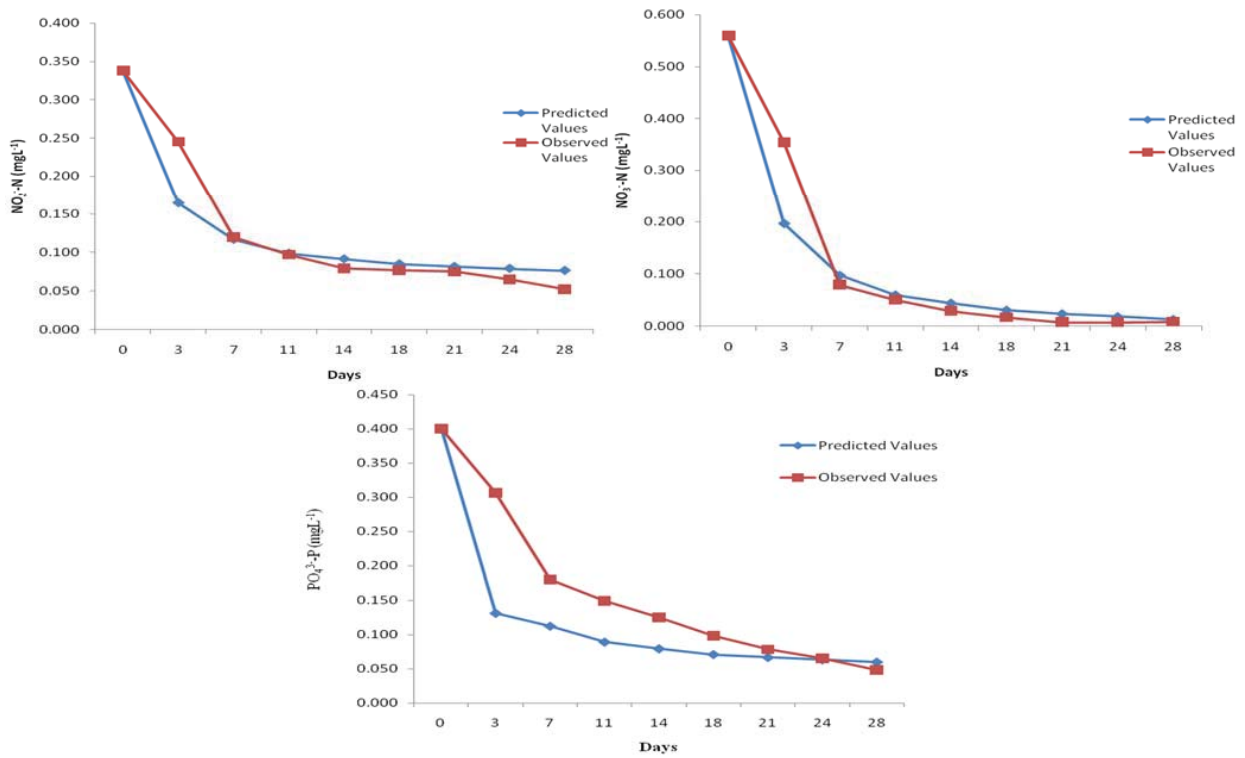 0.400
0.350
0.300
0.250
0.200
0.150
0.100
0.050
0.000
NO₂⁻-N (mgL⁻¹)
Predicted
Values
Observed
Values
0 3 7 11 14 18 21 24 28
Days
0.600
0.500
0.400
0.300
0.200
0.100
0.000
NO₃⁻-N (mgL⁻¹)
Predicted
Values
Observed
Values
0 3 7 11 14 18 21 24 28
Days
0.450
0.400
0.350
0.300
0.250
0.200
0.150
0.100
0.050
0.000
PO₄³⁻-P (mgL⁻¹)
Predicted Values
Observed Values
0 3 7 11 14 18 21 24 28
Days